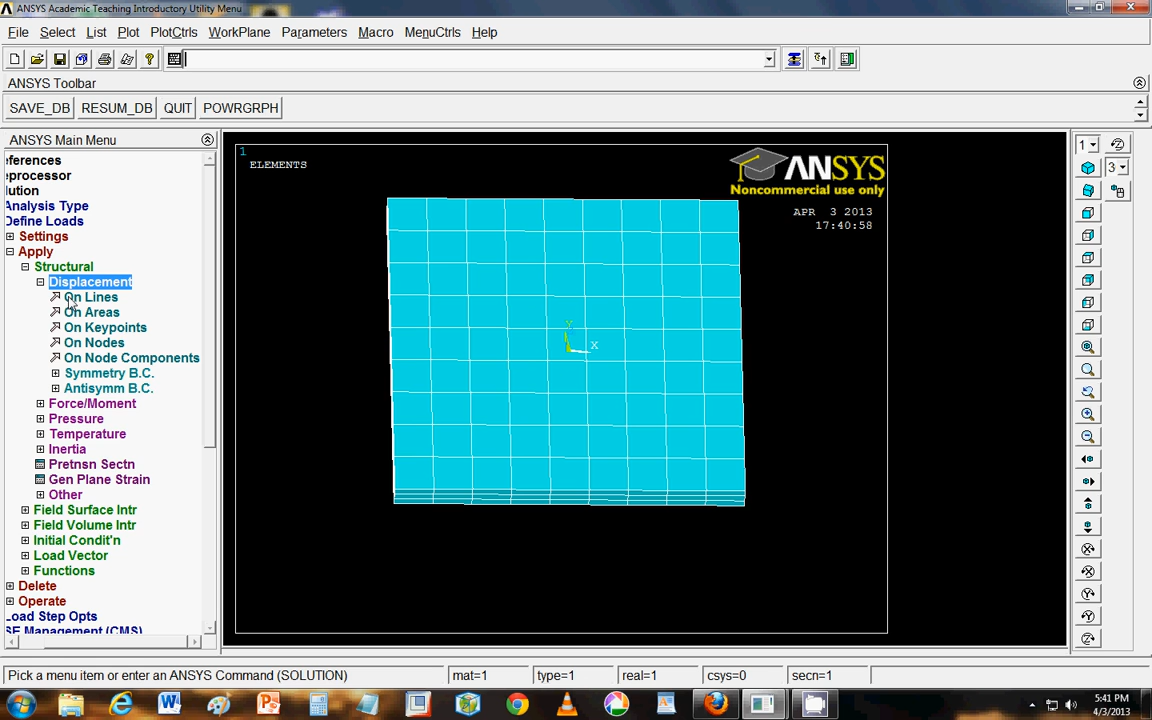 ANSYS Academic Teaching Introductory Utility Menu
File Select List Plot PlotCtrls WorkPlane Parameters Macro MenuCtrls Help
ANSYS Toolbar
SAVE_DB RESUM_DB QUIT POWRGRPH
ANSYS Main Menu
eferences
eprocessor
lution
Analysis Type
Define Loads
Settings
Apply
Structural
Displacement
On Lines
On Areas
On Keypoints
On Nodes
On Node Components
Symmetry B.C.
Antisymm B.C.
Force/Moment
Pressure
Temperature
Inertia
Pretnsn Sectn
Gen Plane Strain
Other
Field Surface Intr
Field Volume Intr
Initial Condit'n
Load Vector
Functions
Delete
Operate
Load Step Opts
SE Management (CMS)
1
ELEMENTS
ANSYS
Noncommercial use only
APR 3 2013
17:40:58
Y
X
1
3
Pick a menu item or enter an ANSYS Command (SOLUTION) mat=1 type=1 real=1 csys=0 secn=1
5:41 PM
4/3/2013